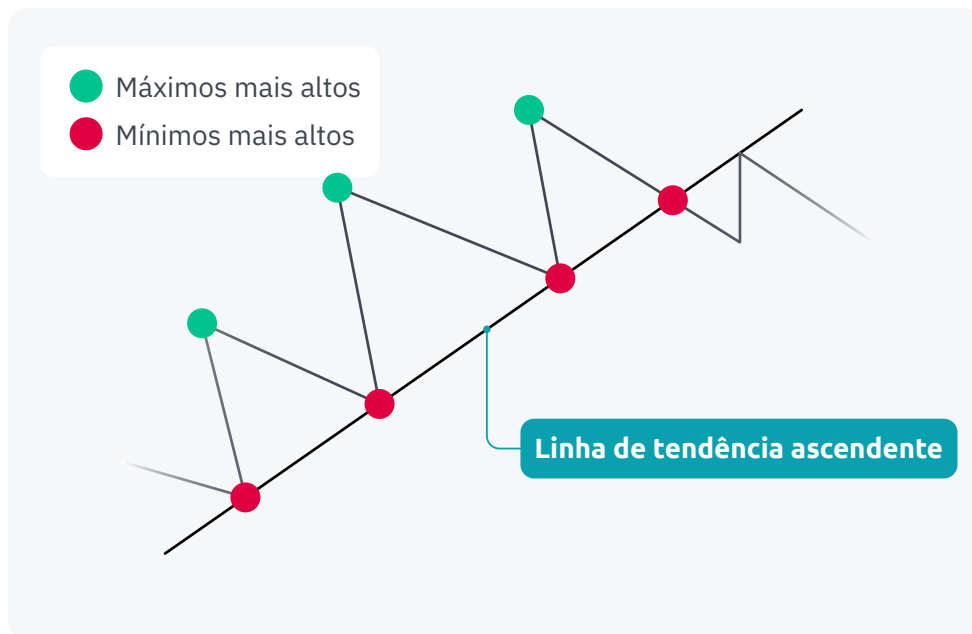 Máximos mais altos
Mínimos mais altos
Linha de tendência ascendente